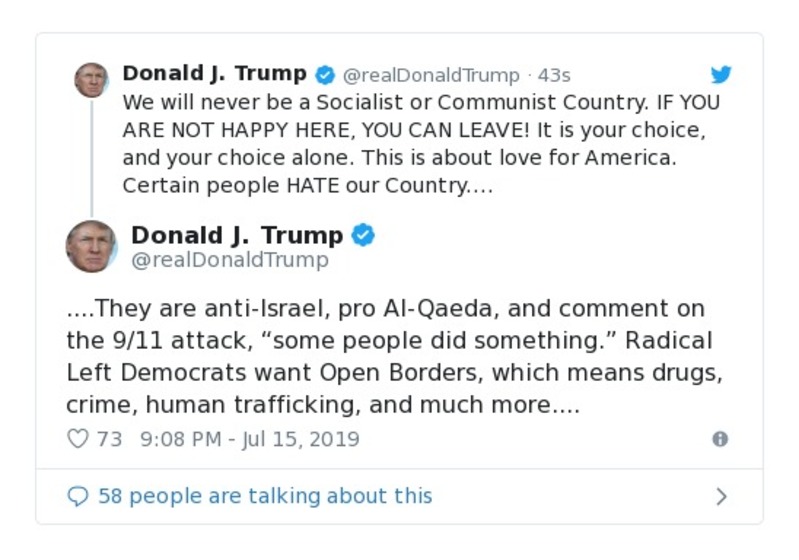 Donald J. Trump @realDonaldTrump · 43s
We will never be a Socialist or Communist Country. IF YOU
ARE NOT HAPPY HERE, YOU CAN LEAVE! It is your choice,
and your choice alone. This is about love for America.
Certain people HATE our Country....
Donald J. Trump
@realDonaldTrump
....They are anti-Israel, pro Al-Qaeda, and comment on
the 9/11 attack, “some people did something.” Radical
Left Democrats want Open Borders, which means drugs,
crime, human trafficking, and much more....
73 9:08 PM - Jul 15, 2019
58 people are talking about this